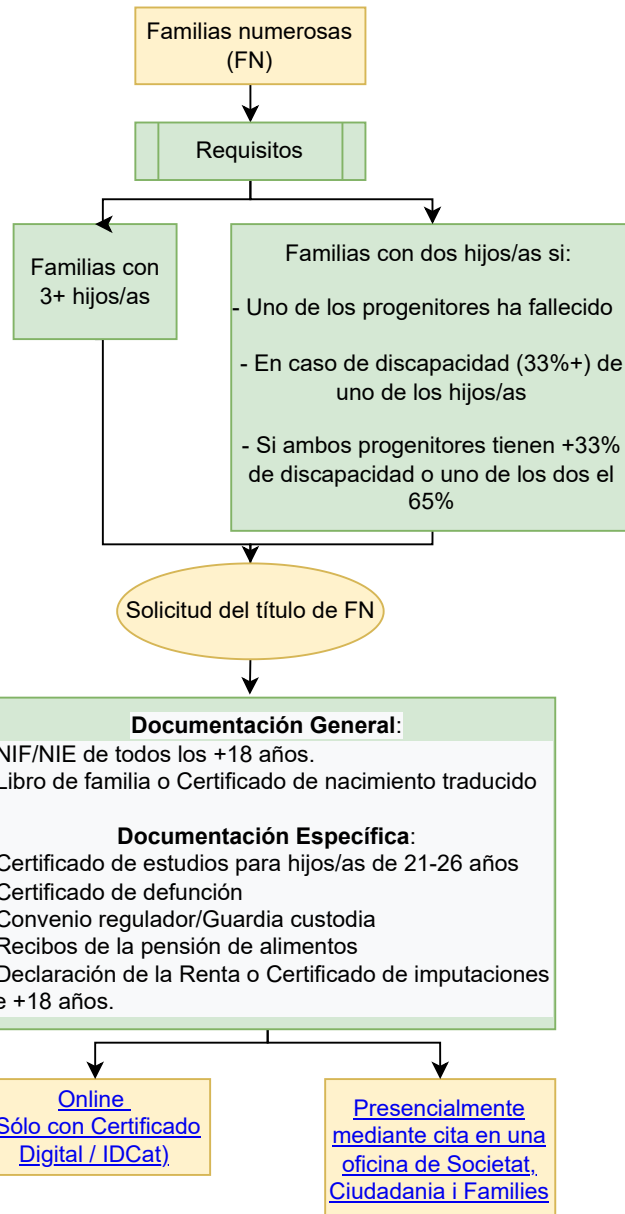 Familias numerosas
(FN)
Requisitos
Familias con
3+ hijos/as
Familias con dos hijos/as si:
- Uno de los progenitores ha fallecido
- En caso de discapacidad (33%+) de
uno de los hijos/as
- Si ambos progenitores tienen +33%
de discapacidad o uno de los dos el
65%
Solicitud del título de FN
Documentación General:
NIF/NIE de todos los +18 años.
Libro de familia o Certificado de nacimiento traducido
Documentación Específica:
Certificado de estudios para hijos/as de 21-26 años
Certificado de defunción
Convenio regulador/Guardia custodia
Recibos de la pensión de alimentos
Declaración de la Renta o Certificado de imputaciones
e +18 años.
Online
Sólo con Certificado
Digital / IDCat)
Presencialmente
mediante cita en una
oficina de Societat,
Ciudadania i Families